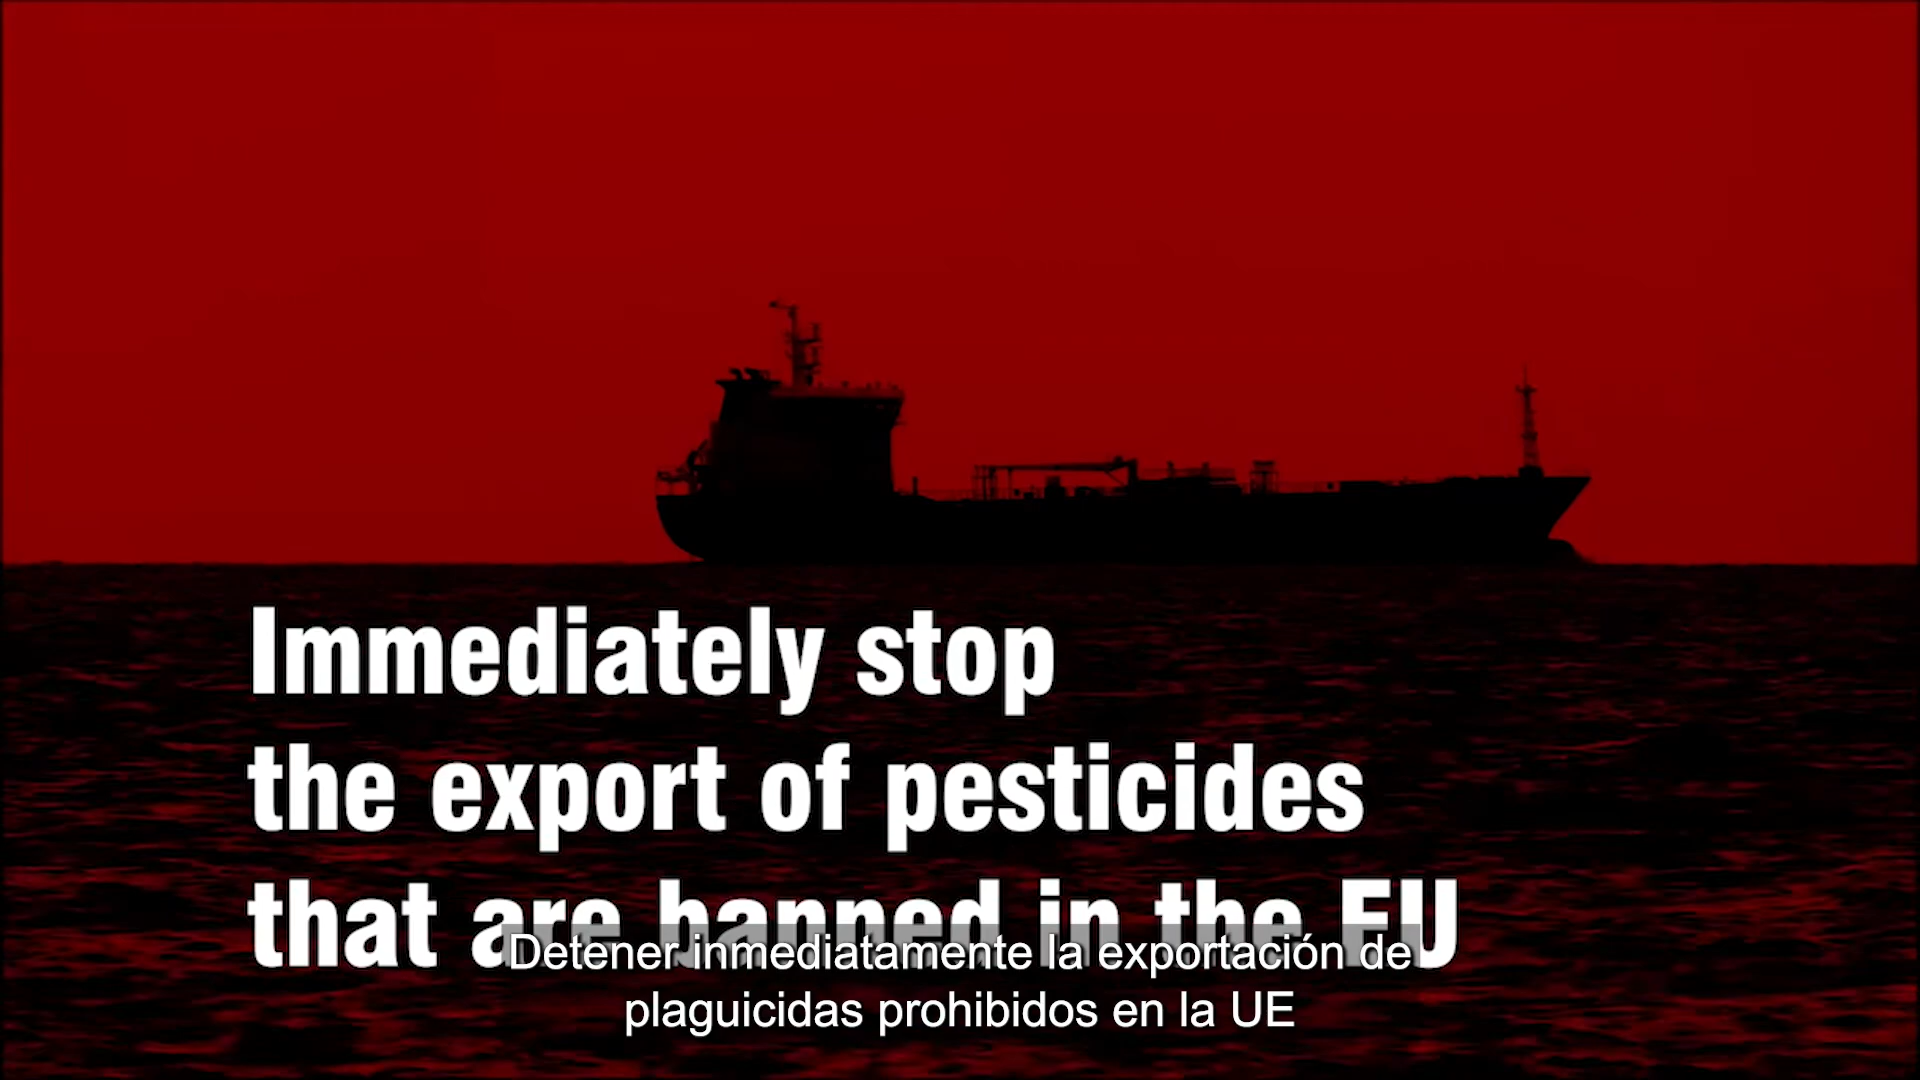 Immediately stop
the export of pesticides
that are banned in the EU
Detener inmediatamente la exportación de
plaguicidas prohibidos en la UE